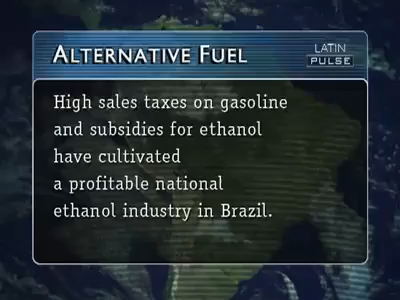 ALTERNATIVE FUEL
LATIN
PULSE
High sales taxes on gasoline
and subsidies for ethanol
have cultivated
a profitable national
ethanol industry in Brazil.